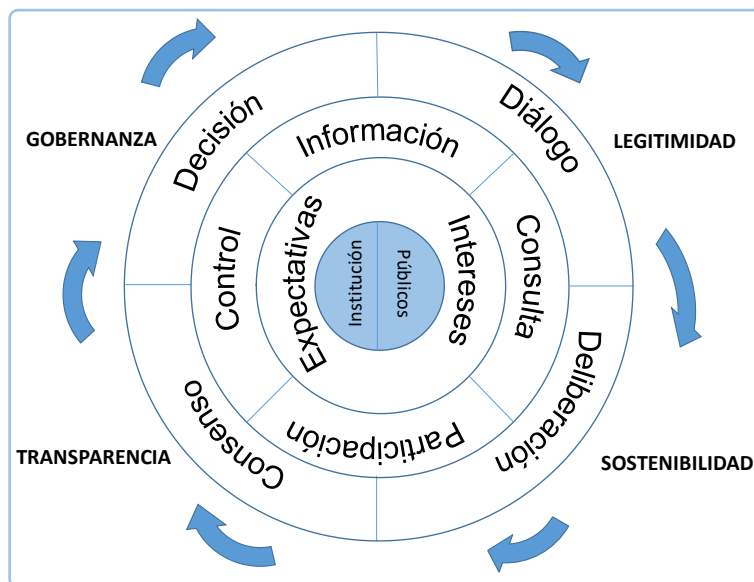 Decisión
Diálogo
Información
GOBERNANZA
LEGITIMIDAD
Expectativas
Intereses
Control
Consulta
Institución
Públicos
Participación
Consenso
Deliberación
TRANSPARENCIA
SOSTENIBILIDAD